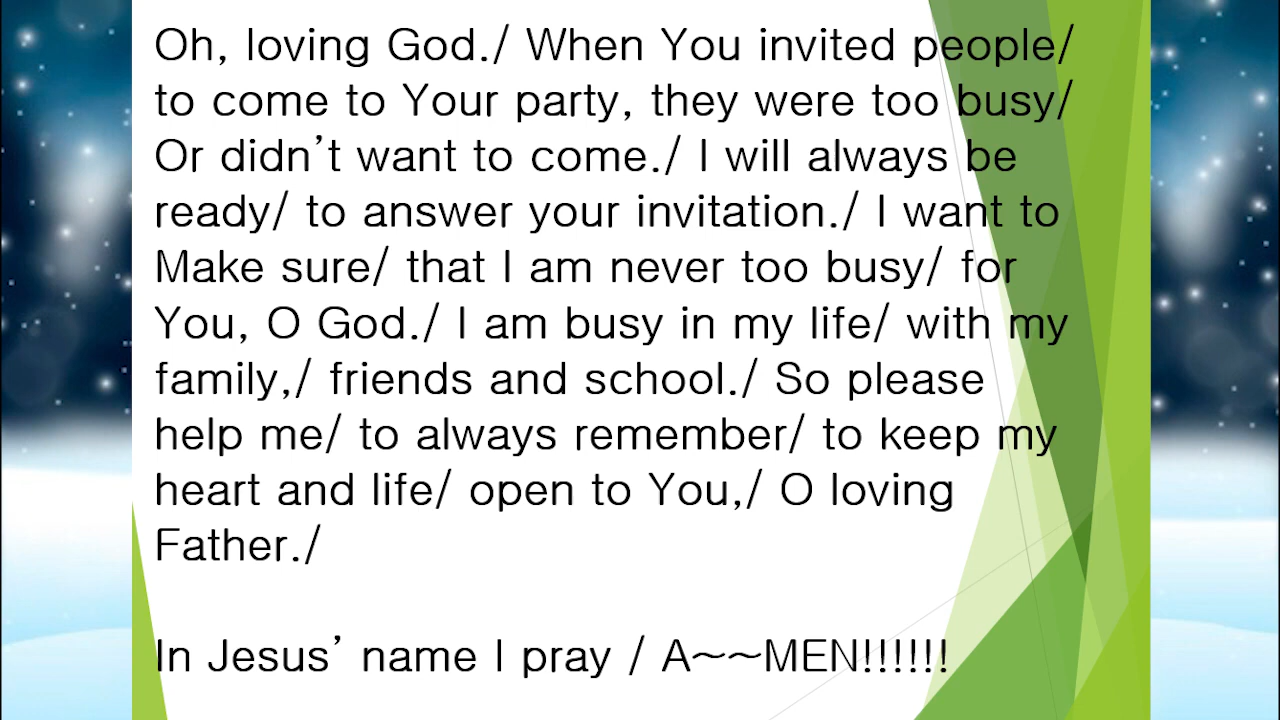 Oh, loving God./ When You invited people/
to come to Your party, they were too busy/
Or didn’t want to come./ I will always be
ready/ to answer your invitation./ I want to
Make sure/ that I am never too busy/ for
You, O God./ I am busy in my life/ with my
family,/ friends and school./ So please
help me/ to always remember/ to keep my
heart and life/ open to You,/ O loving
Father./
In Jesus’ name I pray / A~~MEN!!!!!!